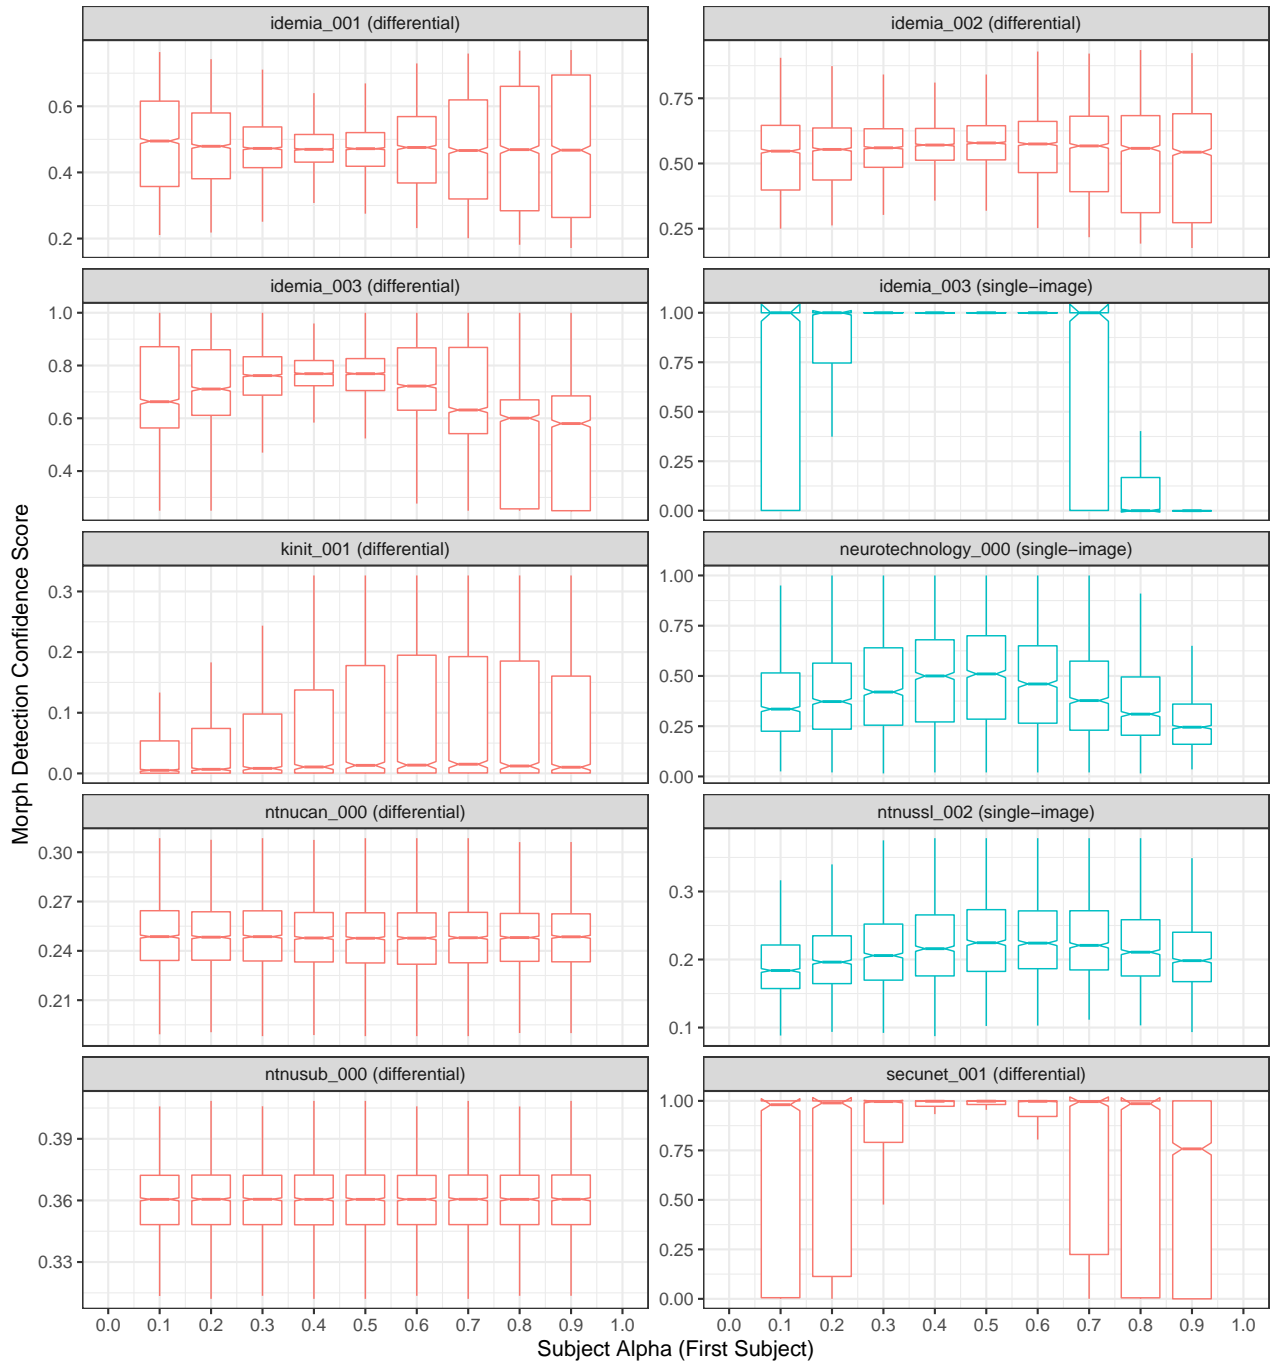 idemia_001 (differential)
idemia_002 (differential)
0.6
0.4
0.2
0.75
0.50
0.25
idemia_003 (differential)
idemia_003 (single−image)
1.0
0.8
0.6
0.4
1.00
0.75
0.50
0.25
0.00
kinit_001 (differential)
neurotechnology_000 (single−image)
0.3
0.2
0.1
0.0
1.00
0.75
0.50
0.25
0.00
ntnucan_000 (differential)
ntnussl_002 (single−image)
0.30
0.27
0.24
0.21
0.3
0.2
0.1
ntnusub_000 (differential)
secunet_001 (differential)
0.39
0.36
0.33
1.00
0.75
0.50
0.25
0.00
0.0 0.1 0.2 0.3 0.4 0.5 0.6 0.7 0.8 0.9 1.0
0.0 0.1 0.2 0.3 0.4 0.5 0.6 0.7 0.8 0.9 1.0
Subject Alpha (First Subject)
Morph Detection Confidence Score